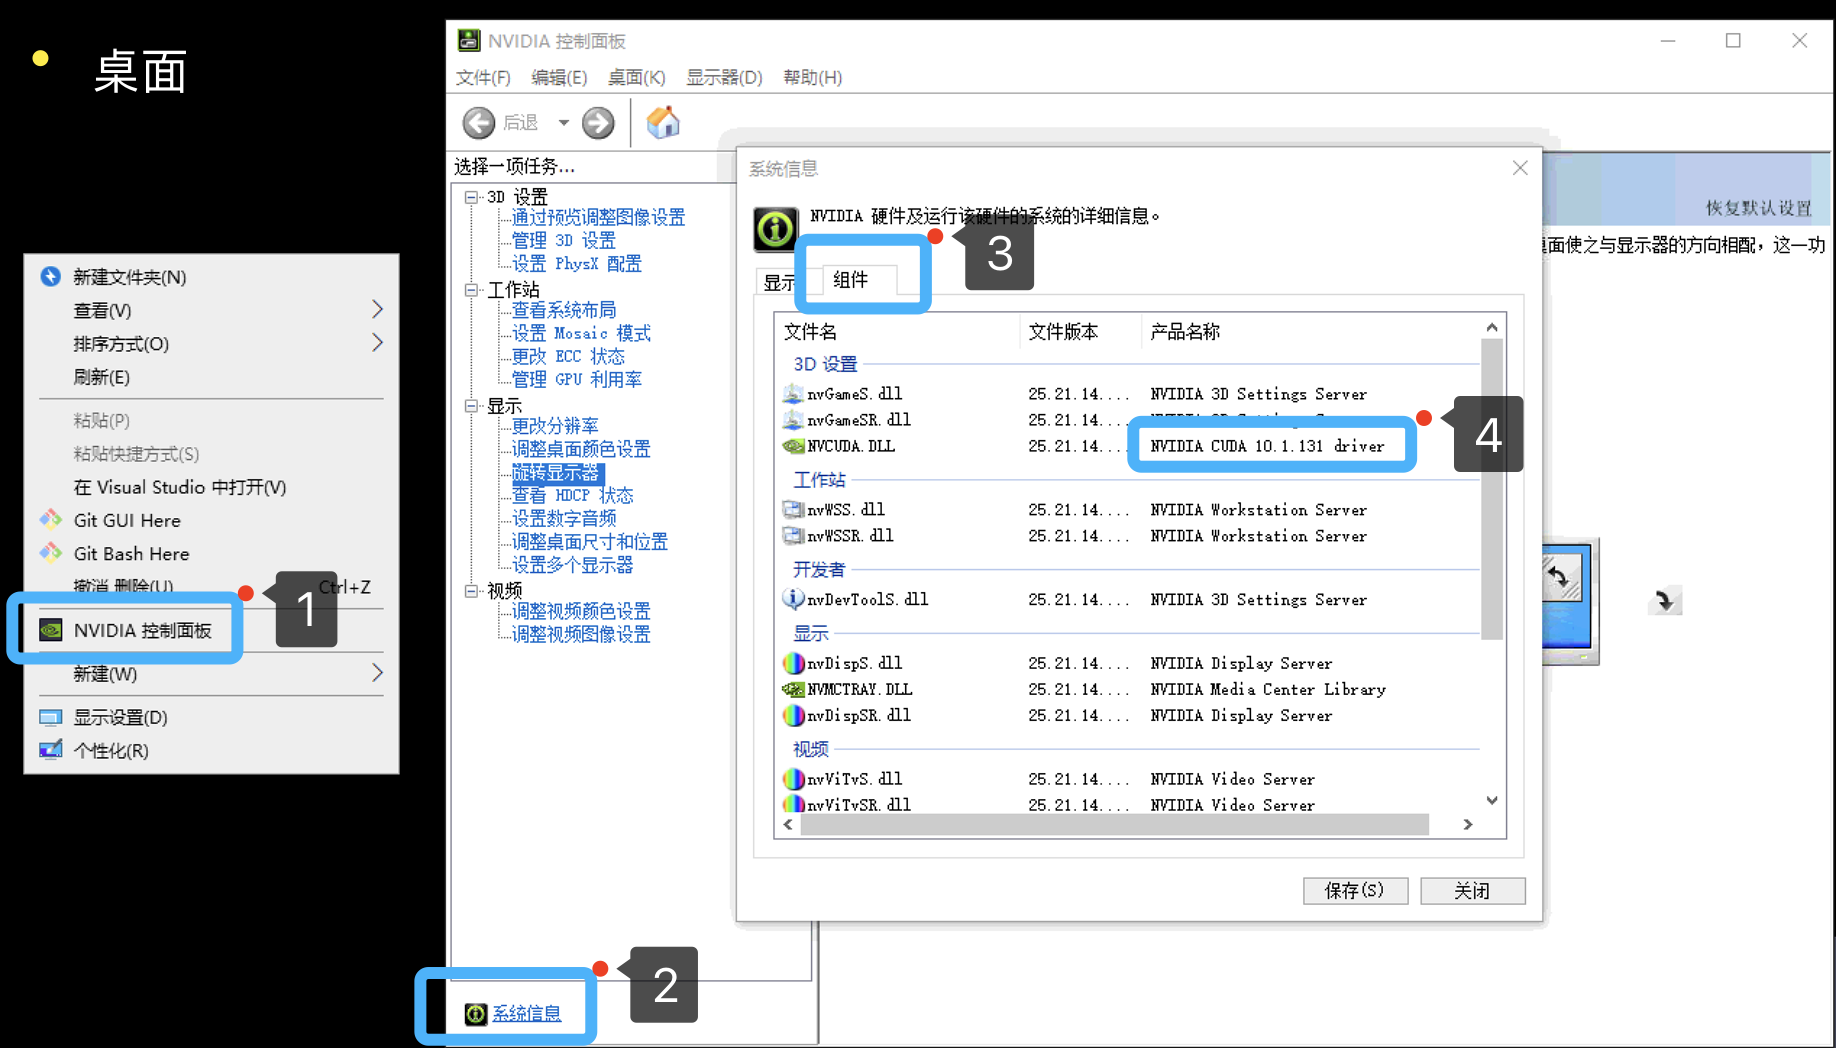 桌面
新建文件夹(N)
查看(V)
排序方式(O)
刷新(E)
粘贴(P)
粘贴快捷方式(S)
在 Visual Studio 中打开(V)
Git GUI Here
Git Bash Here
撤消 删除(U) Ctrl+Z
1
NVIDIA 控制面板
新建(W)
显示设置(D)
个性化(R)
NVIDIA 控制面板
文件(F) 编辑(E) 桌面(K) 显示器(D) 帮助(H)
后退
选择一项任务...
3D 设置
通过预览调整图像设置
管理 3D 设置
设置 PhysX 配置
工作站
查看系统布局
设置 Mosaic 模式
更改 ECC 状态
管理 GPU 利用率
显示
更改分辨率
调整桌面颜色设置
旋转显示器
查看 HDCP 状态
设置数字音频
调整桌面尺寸和位置
设置多个显示器
视频
调整视频颜色设置
调整视频图像设置
系统信息
2
恢复默认设置
面使之与显示器的方向相配，这一功
系统信息
NVIDIA 硬件及运行该硬件的系统的详细信息。
3
显示 组件
文件名 文件版本 产品名称
3D 设置
nvGameS.dll 25.21.14.... NVIDIA 3D Settings Server
nvGameSR.dll 25.21.14....
NVCUDA.DLL 25.21.14.... NVIDIA CUDA 10.1.131 driver
4
工作站
nvWSS.dll 25.21.14.... NVIDIA Workstation Server
nvWSSR.dll 25.21.14.... NVIDIA Workstation Server
开发者
nvDevToolS.dll 25.21.14.... NVIDIA 3D Settings Server
显示
nvDispS.dll 25.21.14.... NVIDIA Display Server
NVMCTRAY.DLL 25.21.14.... NVIDIA Media Center Library
nvDispSR.dll 25.21.14.... NVIDIA Display Server
视频
nvViTvS.dll 25.21.14.... NVIDIA Video Server
nvViTvSR.dll 25.21.14.... NVIDIA Video Server
保存(S) 关闭